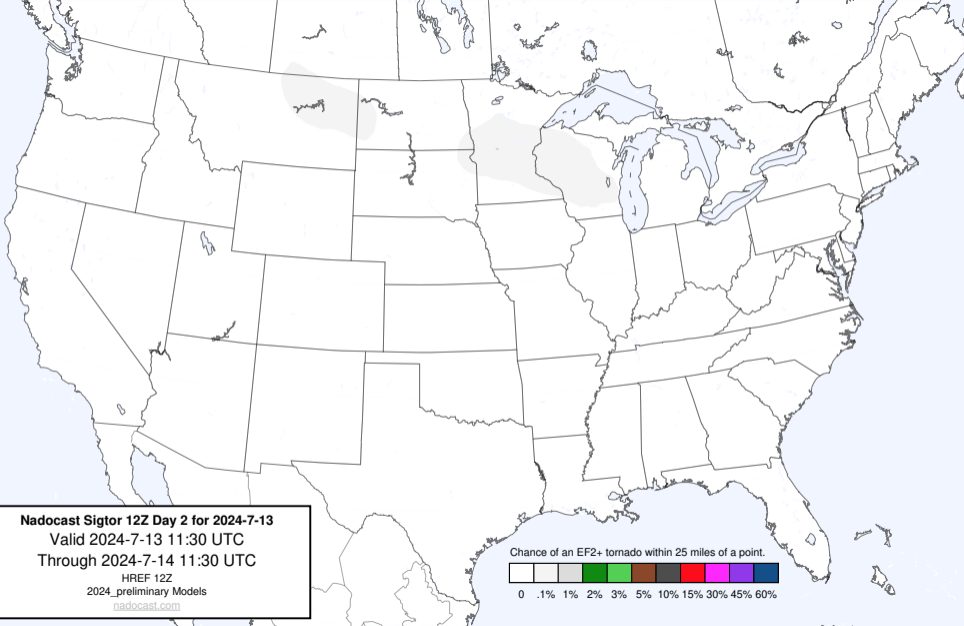 Nadocast Sigtor 12Z Day 2 for 2024-7-13
Valid 2024-7-13 11:30 UTC
Through 2024-7-14 11:30 UTC
HREF 12Z
2024_preliminary Models
nadocast.com
Chance of an EF2+ tornado within 25 miles of a point.
0 .1% 1% 2% 3% 5% 10% 15% 30% 45% 60%